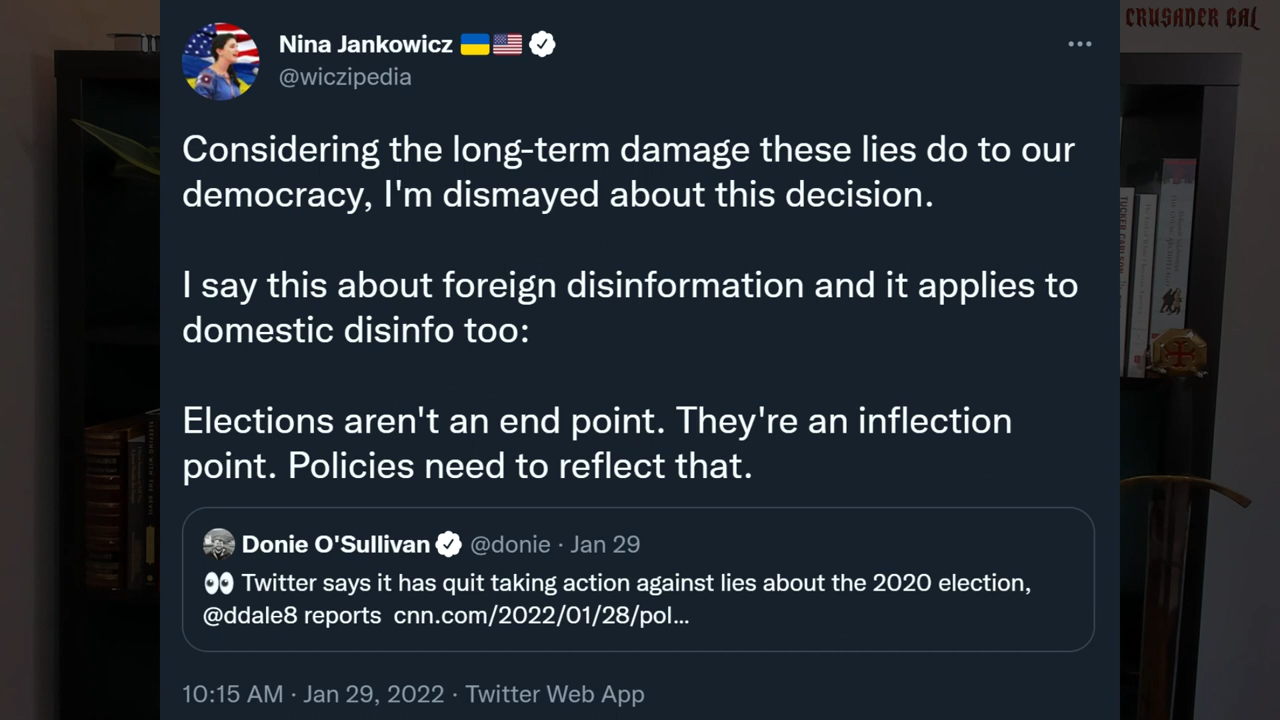 CRUSADER GAL
Nina Jankowicz 🇺🇦🇺🇸
@wiczipedia
Considering the long-term damage these lies do to our
democracy, I'm dismayed about this decision.
I say this about foreign disinformation and it applies to
domestic disinfo too:
Elections aren't an end point. They're an inflection
point. Policies need to reflect that.
Donie O'Sullivan @donie · Jan 29
👀 Twitter says it has quit taking action against lies about the 2020 election,
@ddale8 reports cnn.com/2022/01/28/pol...
10:15 AM · Jan 29, 2022 · Twitter Web App
TUCKER CARLSON